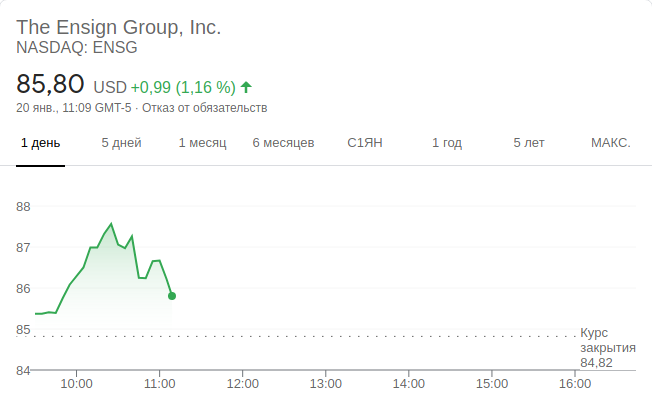 The Ensign Group, Inc.
NASDAQ: ENSG
85,80 USD +0,99 (1,16 %)
20 янв., 11:09 GMT-5 · Отказ от обязательств
1 день 5 дней 1 месяц 6 месяцев С1ЯН 1 год 5 лет МАКС.
88
87
86
85
Курс
закрытия
84,82
84
10:00 11:00 12:00 13:00 14:00 15:00 16:00